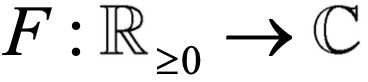 F : ℝ≥0 → ℂ